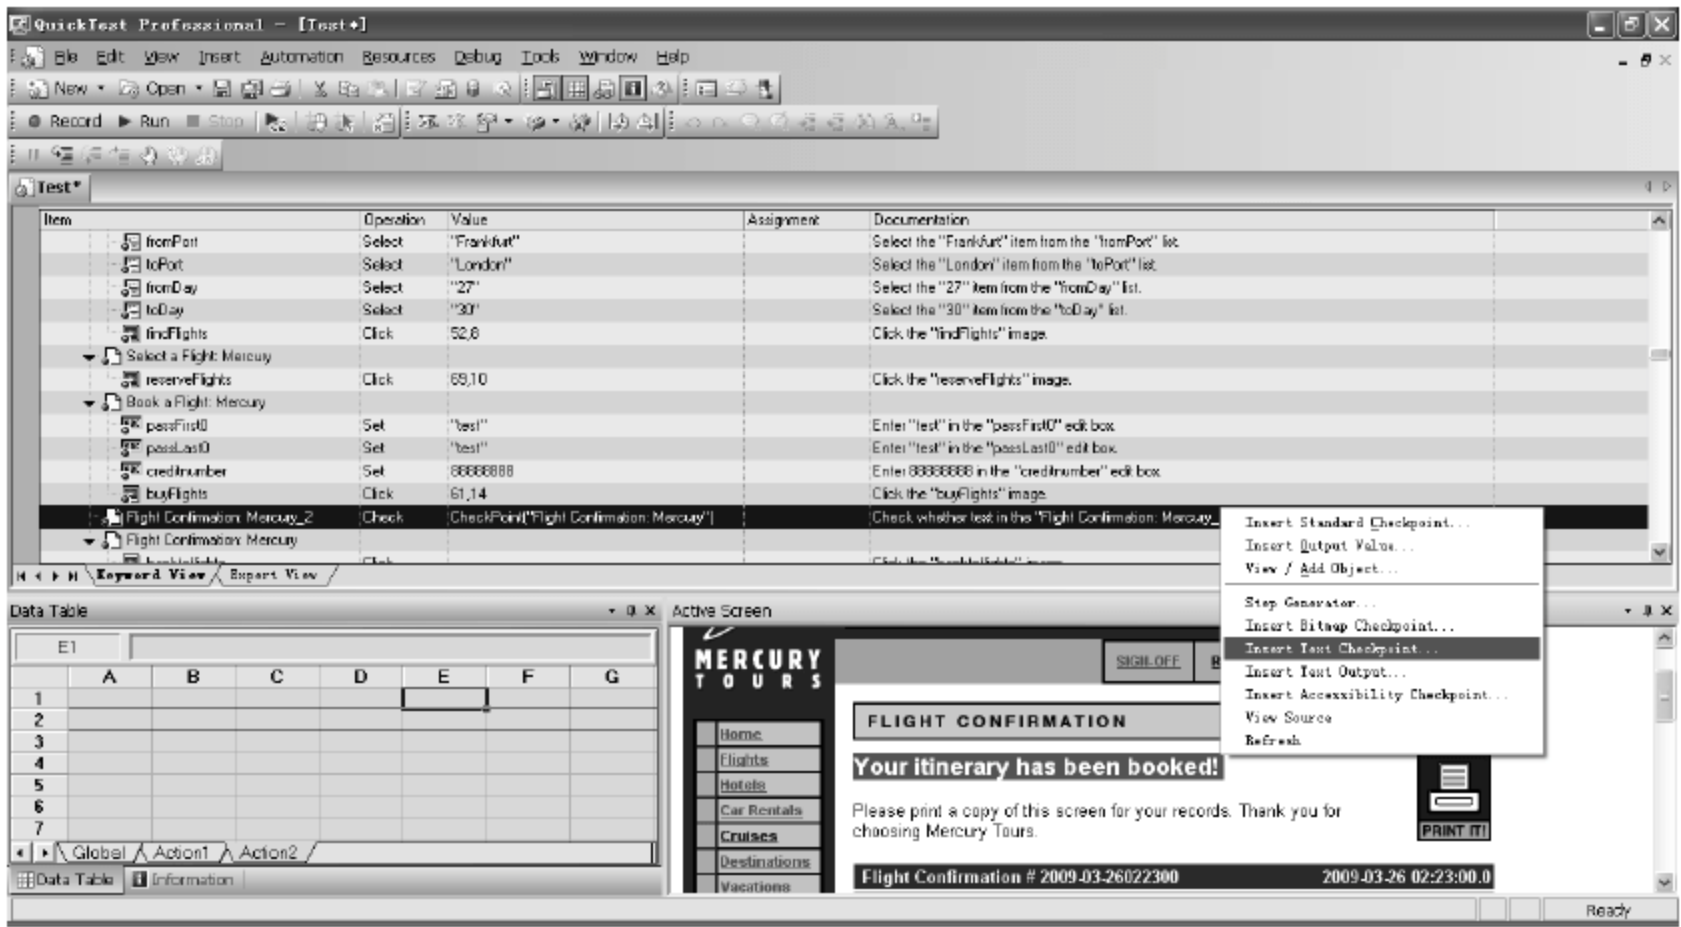 QuickTest Professional - [Test*]
File Edit View Insert Automation Resources Debug Tools Window Help
New Open
Record Run Stop
Test*
Item Operation Value Assignment Documentation
fromPort Select "Frankfurt" Select the "Frankfurt" item from the "fromPort" list.
toPort Select "London" Select the "London" item from the "toPort" list.
fromDay Select "27" Select the "27" item from the "fromDay" list.
toDay Select "30" Select the "30" item from the "toDay" list.
findFlights Click 52,8 Click the "findFlights" image.
Select a Flight: Mercury
reserveFlights Click 69,10 Click the "reserveFlights" image.
Book a Flight: Mercury
passFirst0 Set "test" Enter "test" in the "passFirst0" edit box.
passLast0 Set "test" Enter "test" in the "passLast0" edit box.
creditnumber Set 88888888 Enter 88888888 in the "creditnumber" edit box.
buyFlights Click 61,14 Click the "buyFlights" image.
Flight Confirmation: Mercury_2 Check CheckPoint("Flight Confirmation: Mercury") Check whether text in the "Flight Confirmation: Mercury_
Flight Confirmation: Mercury
Keyword View Expert View
Insert Standard Checkpoint...
Insert Output Value...
View / Add Object...
Step Generator...
Insert Bitmap Checkpoint...
Insert Text Checkpoint...
Insert Text Output...
Insert Accessibility Checkpoint...
View Source
Refresh
Data Table
E1
A B C D E F G
1
2
3
4
5
6
7
Global Action1 Action2
Data Table Information
Active Screen
MERCURY
TOURS
SIGN-OFF R
Home
Flights
Hotels
Car Rentals
Cruises
Destinations
Vacations
FLIGHT CONFIRMATION
Your itinerary has been booked!
Please print a copy of this screen for your records. Thank you for
choosing Mercury Tours.
PRINT IT!
Flight Confirmation # 2009-03-26022300 2009-03-26 02:23:00.0
Ready